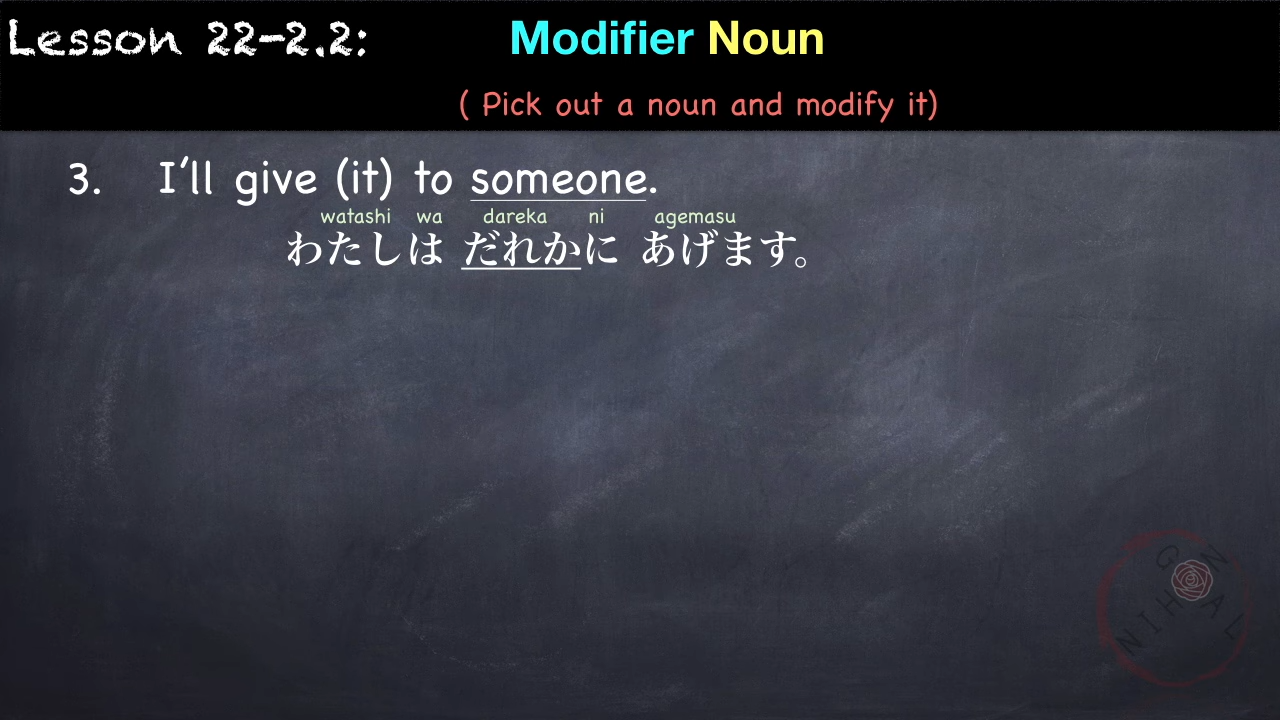 Lesson 22-2.2: Modifier Noun
( Pick out a noun and modify it)
3. I'll give (it) to someone.
watashi wa dareka ni agemasu
わたしは だれかに あげます。
NIHONGOAL